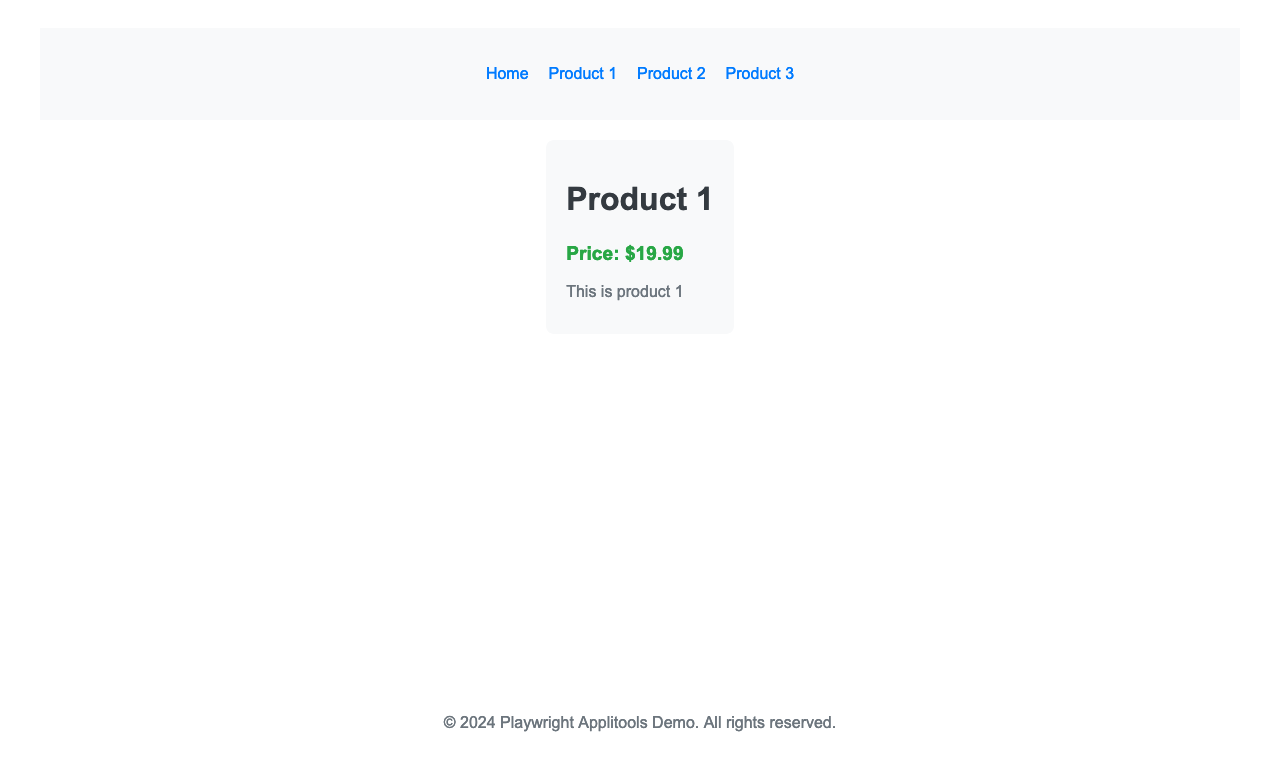 Home Product 1 Product 2 Product 3
Product 1
Price: $19.99
This is product 1
© 2024 Playwright Applitools Demo. All rights reserved.